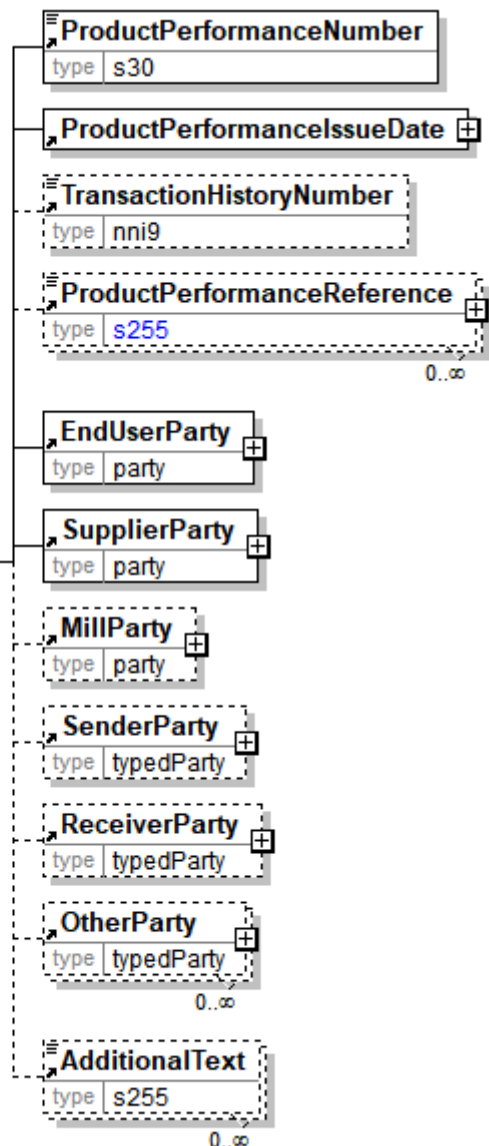 ProductPerformanceNumber
type s30
ProductPerformanceIssueDate
TransactionHistoryNumber
type nni9
ProductPerformanceReference
type s255
0..∞
EndUserParty
type party
SupplierParty
type party
MillParty
type party
SenderParty
type typedParty
ReceiverParty
type typedParty
OtherParty
type typedParty
0..∞
AdditionalText
type s255
0..∞